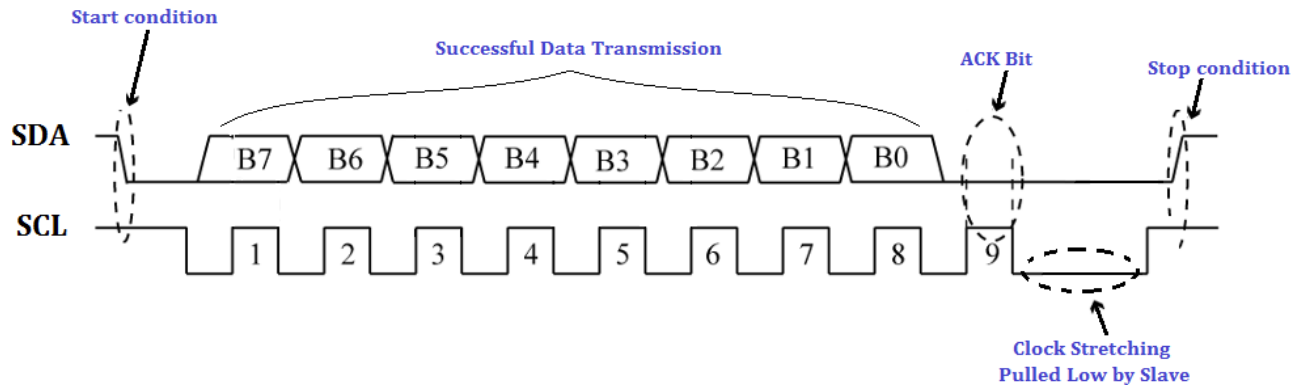 Start condition
Successful Data Transmission
ACK Bit
Stop condition
SDA
B7 B6 B5 B4 B3 B2 B1 B0
SCL
1 2 3 4 5 6 7 8 9
Clock Stretching
Pulled Low by Slave